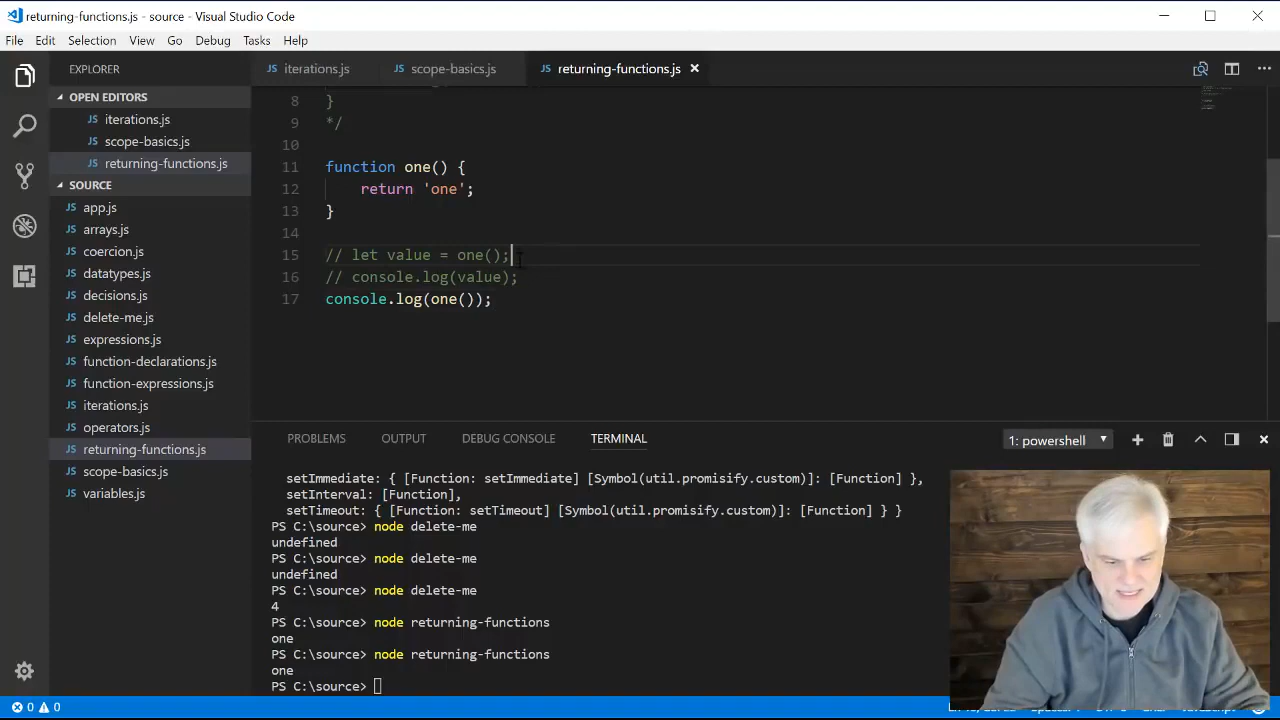 returning-functions.js - source - Visual Studio Code
File Edit Selection View Go Debug Tasks Help
EXPLORER
iterations.js scope-basics.js returning-functions.js
OPEN EDITORS
iterations.js
scope-basics.js
returning-functions.js
SOURCE
app.js
arrays.js
coercion.js
datatypes.js
decisions.js
delete-me.js
expressions.js
function-declarations.js
function-expressions.js
iterations.js
operators.js
returning-functions.js
scope-basics.js
variables.js
8 }
9 */
10
11 function one() {
12 return 'one';
13 }
14
15 // let value = one();
16 // console.log(value);
17 console.log(one());
PROBLEMS OUTPUT DEBUG CONSOLE TERMINAL 1: powershell
setImmediate: { [Function: setImmediate] [Symbol(util.promisify.custom)]: [Function] },
setInterval: [Function],
setTimeout: { [Function: setTimeout] [Symbol(util.promisify.custom)]: [Function] } }
PS C:\source> node delete-me
undefined
PS C:\source> node delete-me
undefined
PS C:\source> node delete-me
4
PS C:\source> node returning-functions
one
PS C:\source> node returning-functions
one
PS C:\source>
0 0